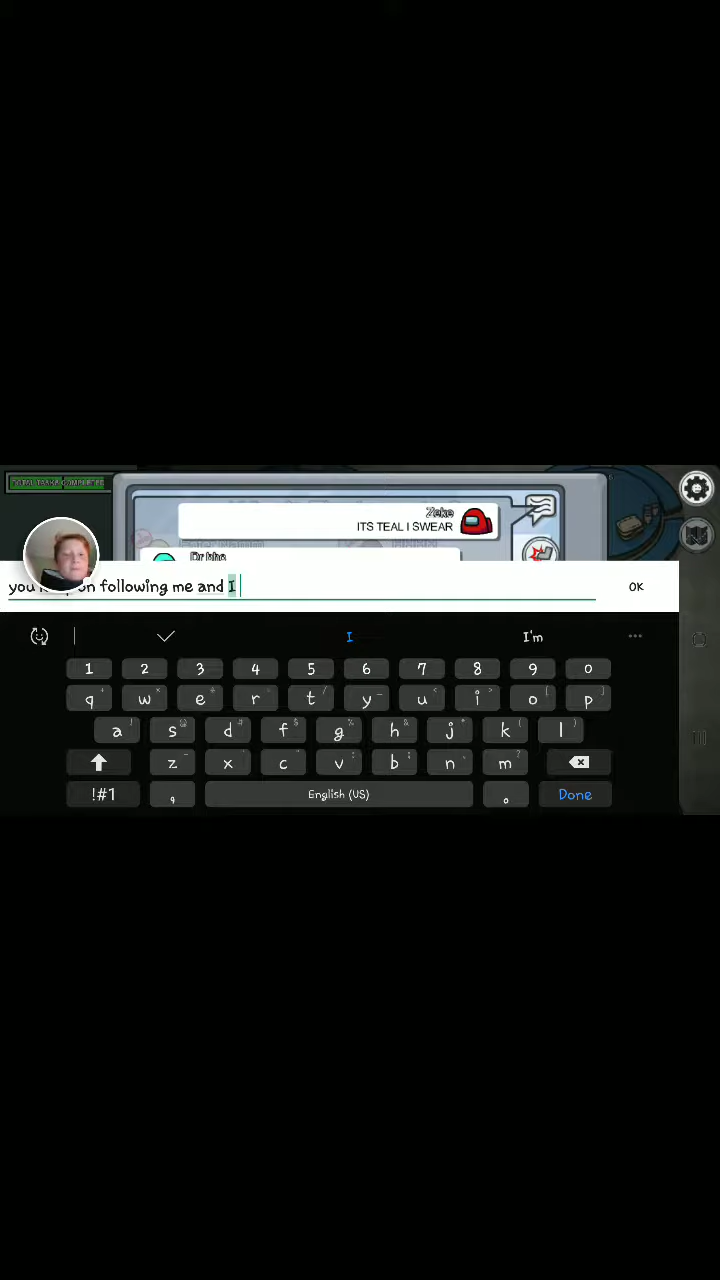 TOTAL TASKS COMPLETED
Zeke
ITS TEAL I SWEAR
you on following me and I
OK
I
I'm
1 2 3 4 5 6 7 8 9 0
q w e r t y u i o p
a s d f g h j k l
z x c v b n m
!#1 , English (US) . Done